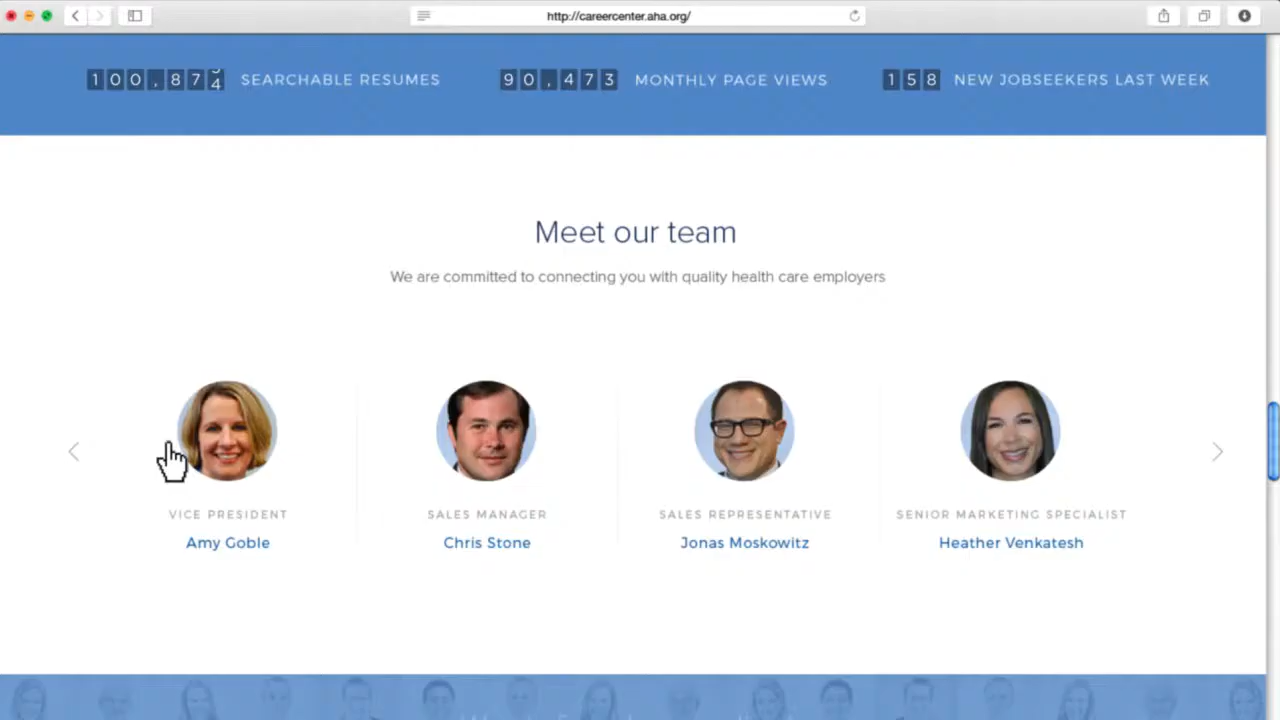 http://careercenter.aha.org/
100,874 SEARCHABLE RESUMES
90,473 MONTHLY PAGE VIEWS
158 NEW JOBSEEKERS LAST WEEK
Meet our team
We are committed to connecting you with quality health care employers
VICE PRESIDENT
Amy Goble
SALES MANAGER
Chris Stone
SALES REPRESENTATIVE
Jonas Moskowitz
SENIOR MARKETING SPECIALIST
Heather Venkatesh